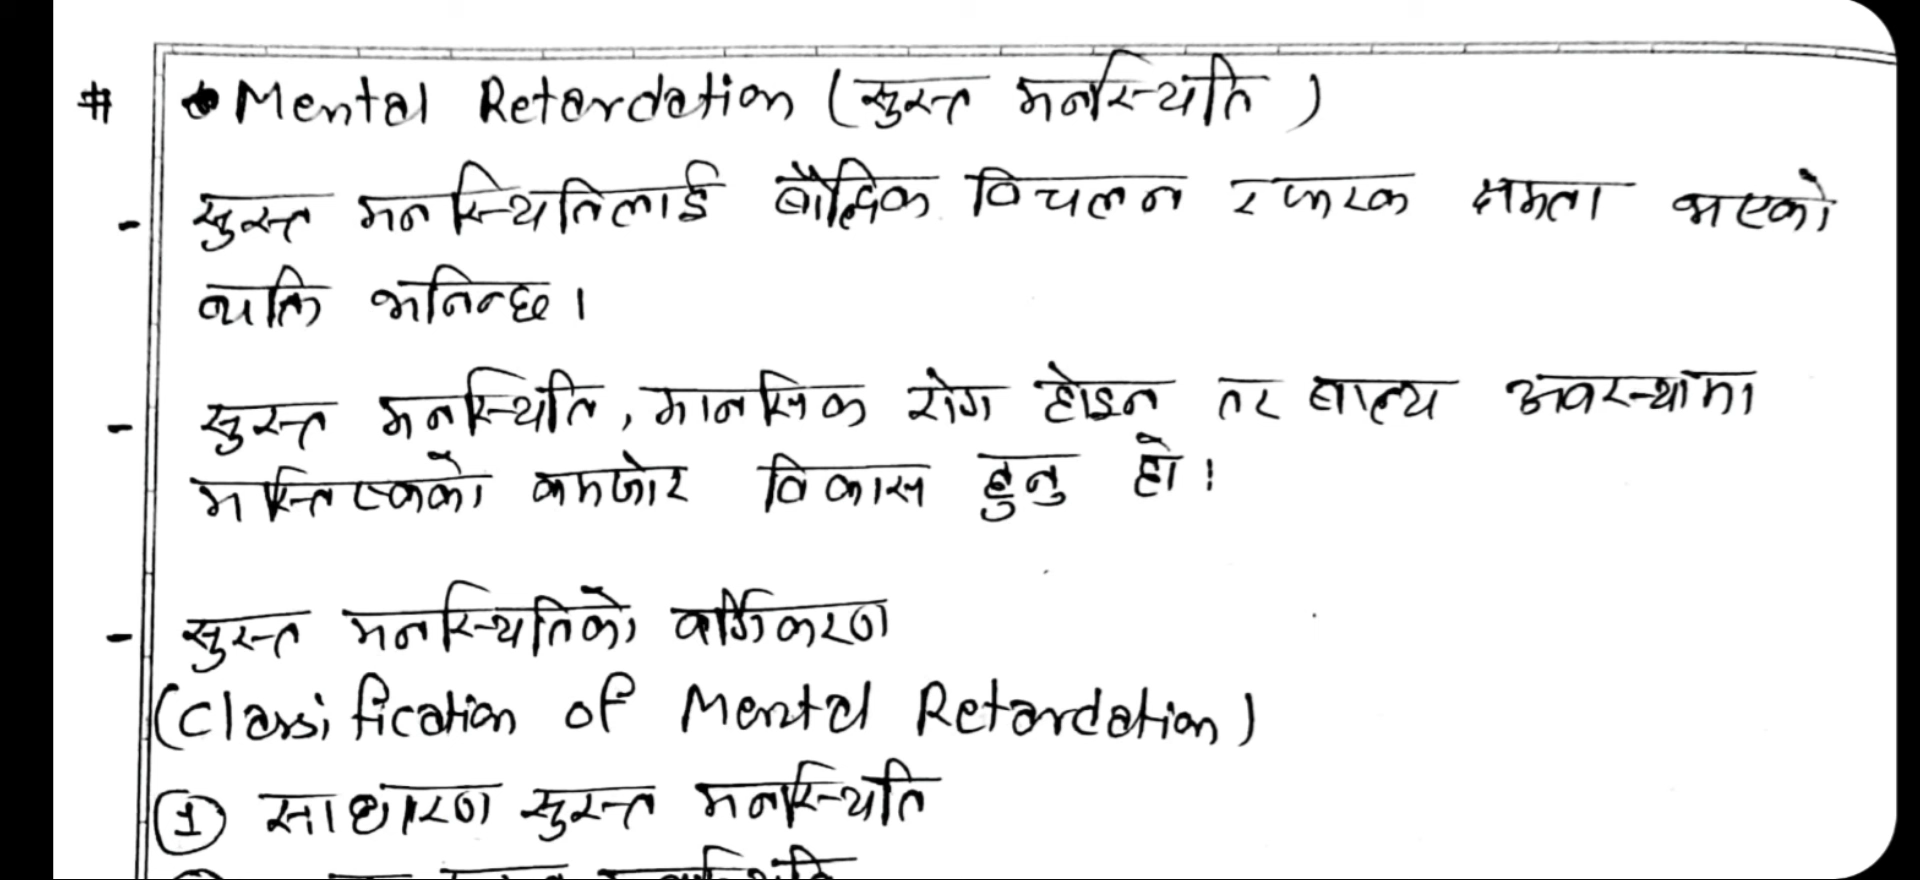 # Mental Retardation (सुस्त मनस्थिति)
- सुस्त मनस्थितिलाई बौद्धिक विचलन र फरक क्षमता भएको
व्यक्ति भनिन्छ।
- सुस्त मनस्थिति, मानसिक रोग होइन तर बाल्य अवस्थामा
मस्तिष्कको कमजोर विकास हुनु हो।
- सुस्त मनस्थितिको वर्गिकरण
(Classification of Mental Retardation)
① साधारण सुस्त मनस्थिति